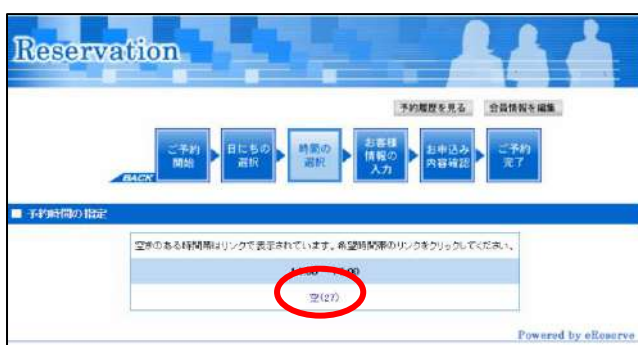 Reservation
予約履歴を見る 会員情報を編集
ご予約開始 日にちの選択 時間の選択 お客様情報の入力 お申込み内容確認 ご予約完了
BACK
■ 予約時間の指定
空きのある時間帯はリンクで表示されています。希望時間帯のリンクをクリックしてください。
空(27)
Powered by eReserve